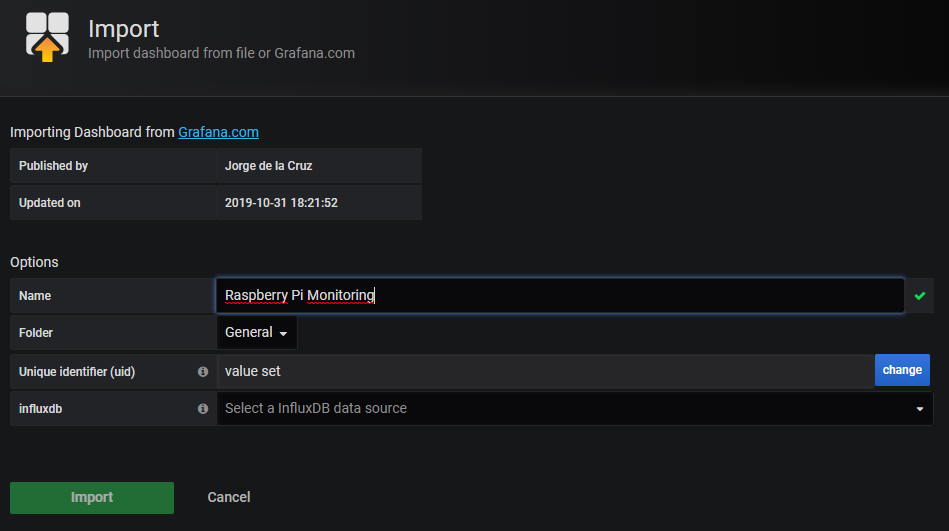 Import
Import dashboard from file or Grafana.com
Importing Dashboard from Grafana.com
Published by Jorge de la Cruz
Updated on 2019-10-31 18:21:52
Options
Name Raspberry Pi Monitoring
Folder General
Unique identifier (uid) value set change
influxdb Select a InfluxDB data source
Import Cancel